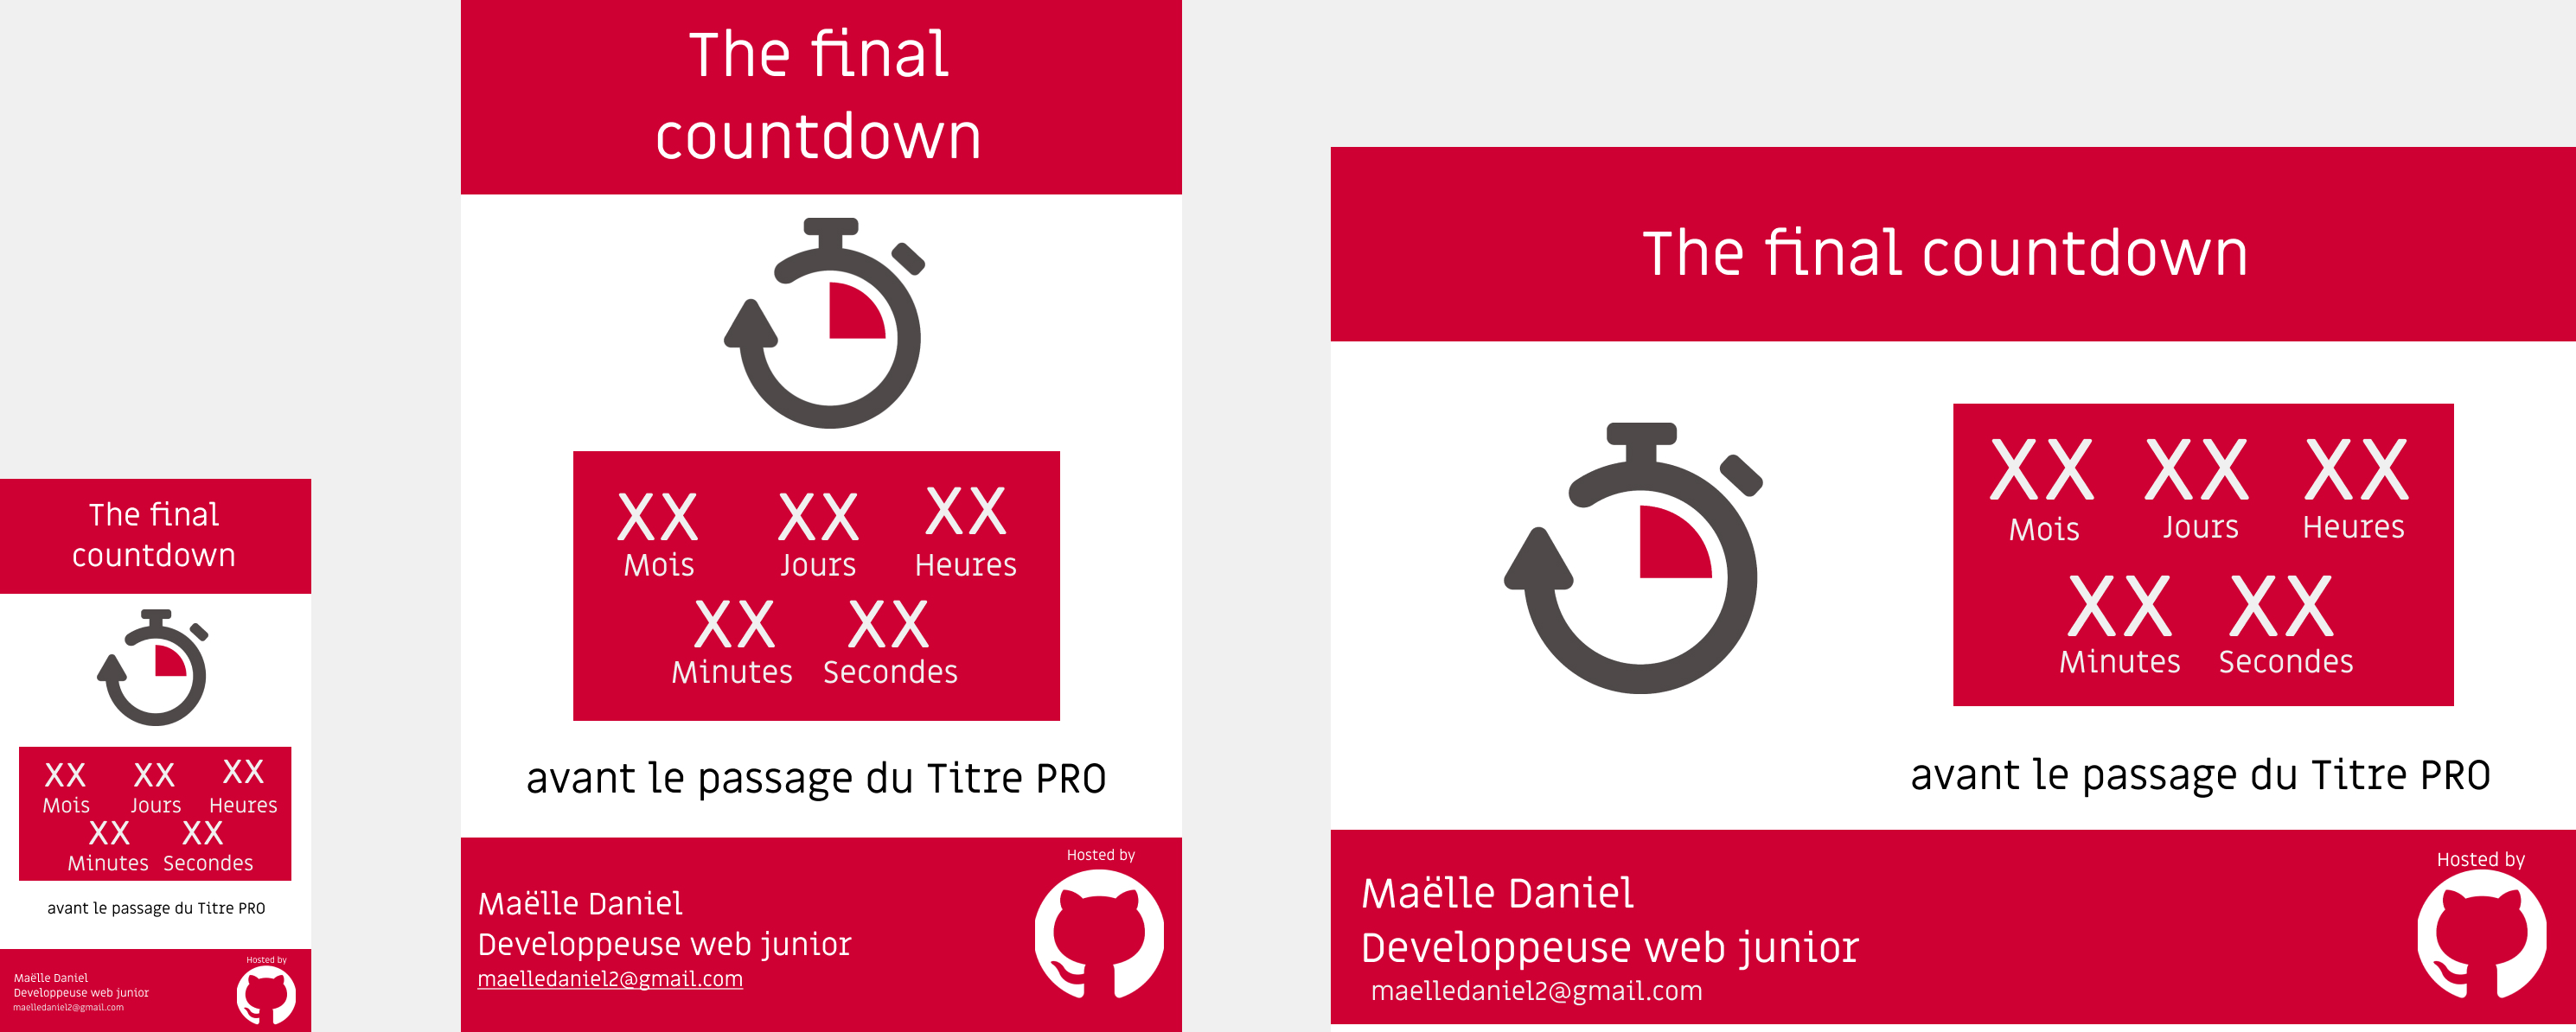 The final
countdown
XX XX XX
Mois Jours Heures
XX XX
Minutes Secondes
avant le passage du Titre PRO
Hosted by
Maëlle Daniel
Developpeuse web junior
maelledaniel2@gmail.com
The final
countdown
XX XX XX
Mois Jours Heures
XX XX
Minutes Secondes
avant le passage du Titre PRO
Hosted by
Maëlle Daniel
Developpeuse web junior
maelledaniel2@gmail.com
The final countdown
XX XX XX
Mois Jours Heures
XX XX
Minutes Secondes
avant le passage du Titre PRO
Hosted by
Maëlle Daniel
Developpeuse web junior
maelledaniel2@gmail.com